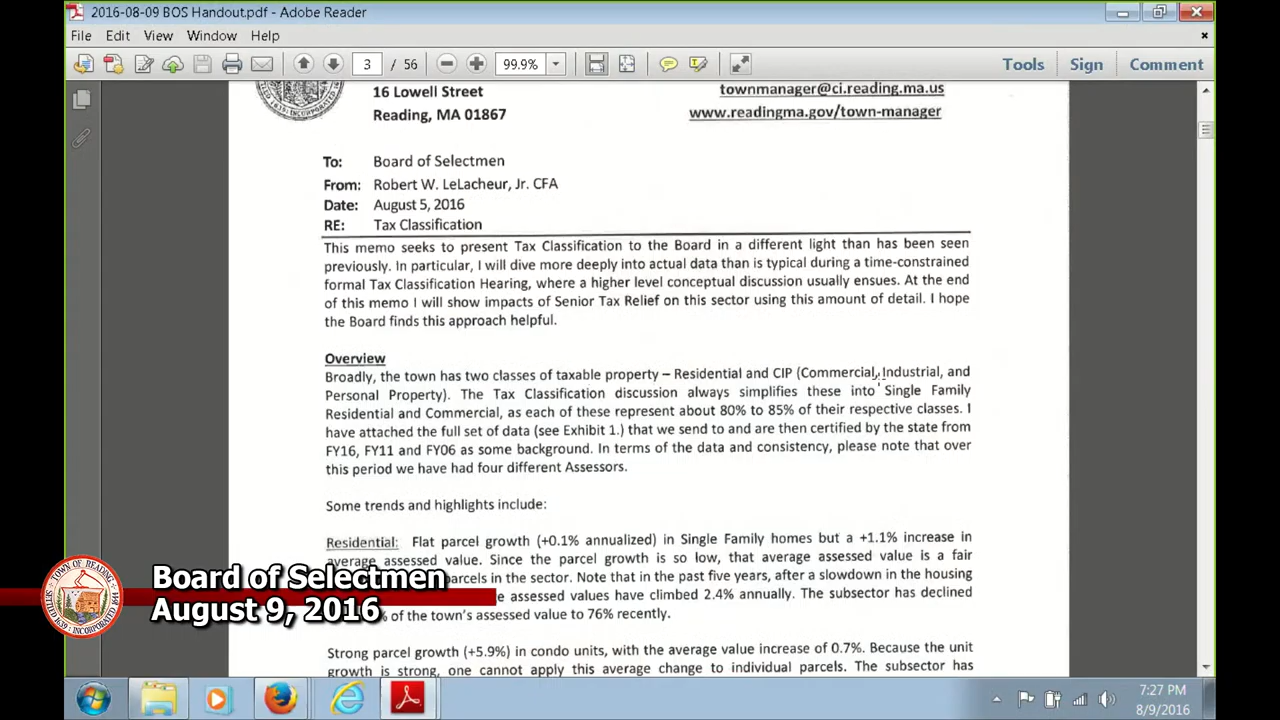 2016-08-09 BOS Handout.pdf - Adobe Reader
File Edit View Window Help
3 / 56 99.9% Tools Sign Comment
16 Lowell Street
Reading, MA 01867
townmanager@ci.reading.ma.us
www.readingma.gov/town-manager
To: Board of Selectmen
From: Robert W. LeLacheur, Jr. CFA
Date: August 5, 2016
RE: Tax Classification
This memo seeks to present Tax Classification to the Board in a different light than has been seen
previously. In particular, I will dive more deeply into actual data than is typical during a time-constrained
formal Tax Classification Hearing, where a higher level conceptual discussion usually ensues. At the end
of this memo I will show impacts of Senior Tax Relief on this sector using this amount of detail. I hope
the Board finds this approach helpful.
Overview
Broadly, the town has two classes of taxable property – Residential and CIP (Commercial, Industrial, and
Personal Property). The Tax Classification discussion always simplifies these into Single Family
Residential and Commercial, as each of these represent about 80% to 85% of their respective classes. I
have attached the full set of data (see Exhibit 1.) that we send to and are then certified by the state from
FY16, FY11 and FY06 as some background. In terms of the data and consistency, please note that over
this period we have had four different Assessors.
Some trends and highlights include:
Residential: Flat parcel growth (+0.1% annualized) in Single Family homes but a +1.1% increase in
average assessed value. Since the parcel growth is so low, that average assessed value is a fair
parcels in the sector. Note that in the past five years, after a slowdown in the housing
assessed values have climbed 2.4% annually. The subsector has declined
of the town's assessed value to 76% recently.
Strong parcel growth (+5.9%) in condo units, with the average value increase of 0.7%. Because the unit
growth is strong, one cannot apply this average change to individual parcels. The subsector has
TOWN OF READING
1639 INCORPORATED
Board of Selectmen
August 9, 2016
7:27 PM
8/9/2016